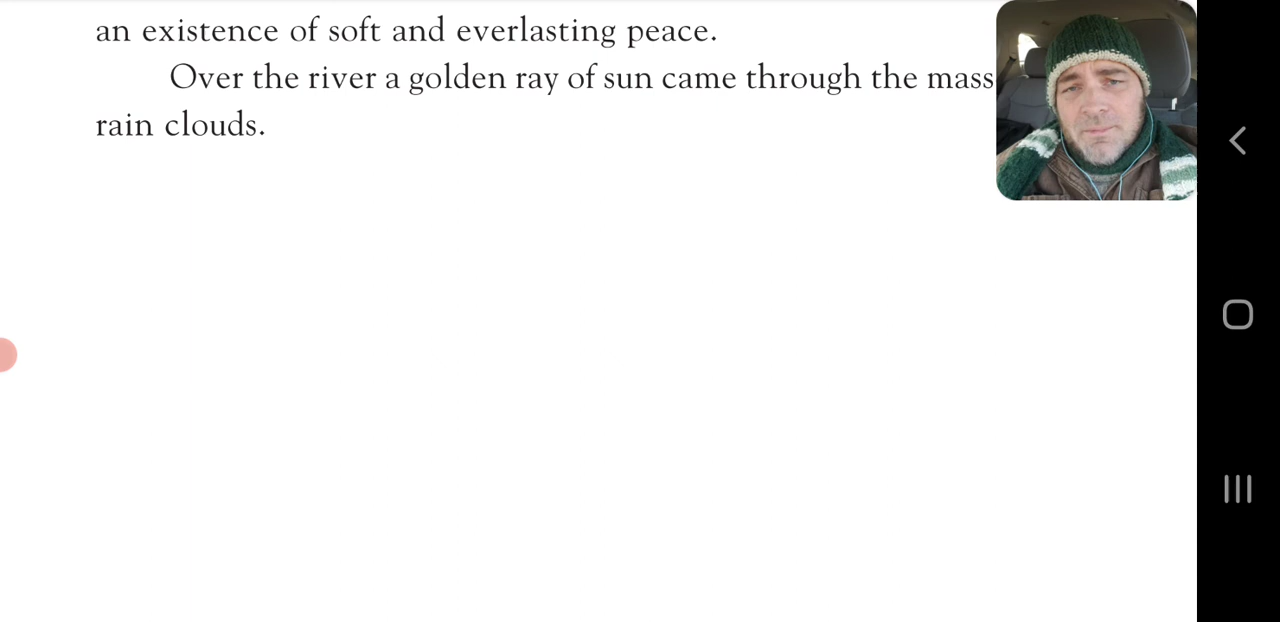 an existence of soft and everlasting peace.
Over the river a golden ray of sun came through the mass
rain clouds.